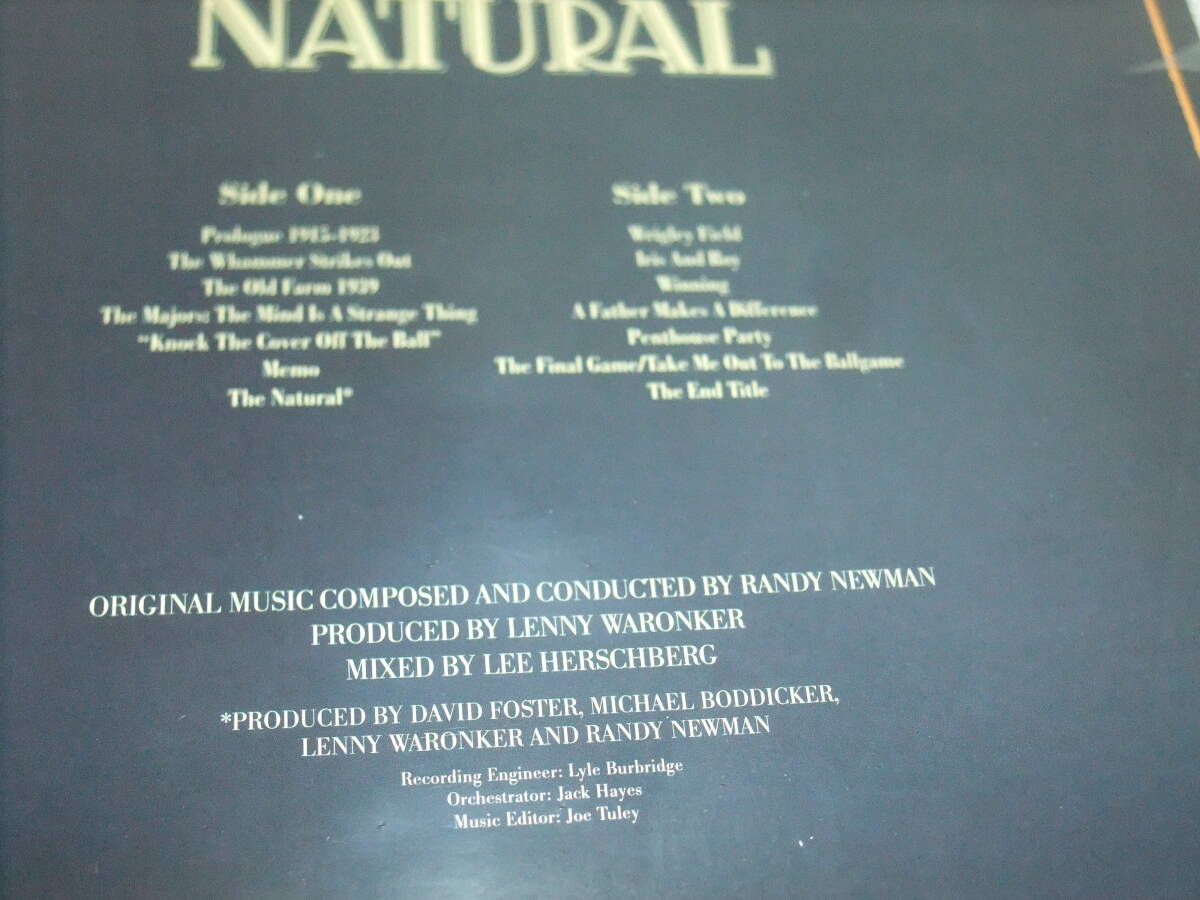 NATURAL
Side One
Prologue 1915-1923
The Whammer Strikes Out
The Old Farm 1939
The Majors: The Mind Is A Strange Thing
"Knock The Cover Off The Ball"
Memo
The Natural*
Side Two
Wrigley Field
Iris And Roy
Winning
A Father Makes A Difference
Penthouse Party
The Final Game/Take Me Out To The Ballgame
The End Title
ORIGINAL MUSIC COMPOSED AND CONDUCTED BY RANDY NEWMAN
PRODUCED BY LENNY WARONKER
MIXED BY LEE HERSCHBERG
*PRODUCED BY DAVID FOSTER, MICHAEL BODDICKER,
LENNY WARONKER AND RANDY NEWMAN
Recording Engineer: Lyle Burbridge
Orchestrator: Jack Hayes
Music Editor: Joe Tuley